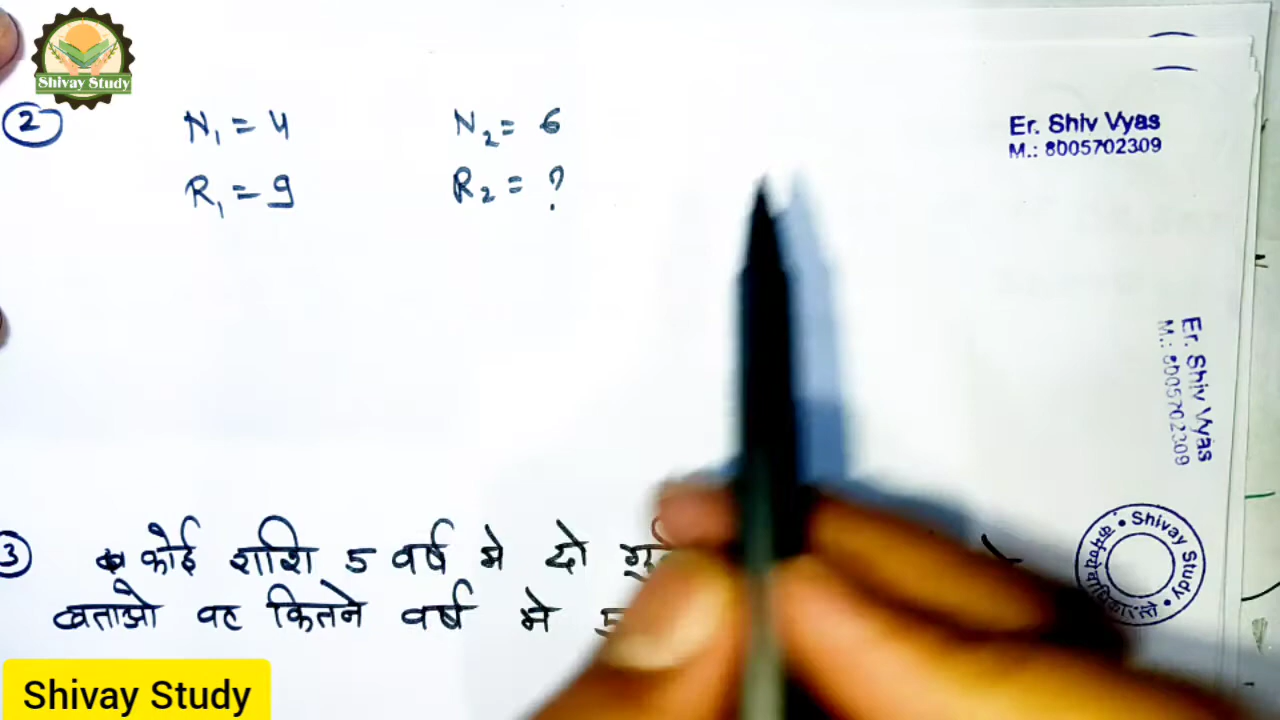 Shivay Study
2 N₁ = 4 N₂ = 6
R₁ = 9 R₂ = ?
Er. Shiv Vyas
M.: 8005702309
Er. Shiv Vyas
M.: 8005702309
3 कोई राशि 5 वर्ष मे दो
बताओ वह कितने वर्ष मे 5
Shivay Study
Shivay Study